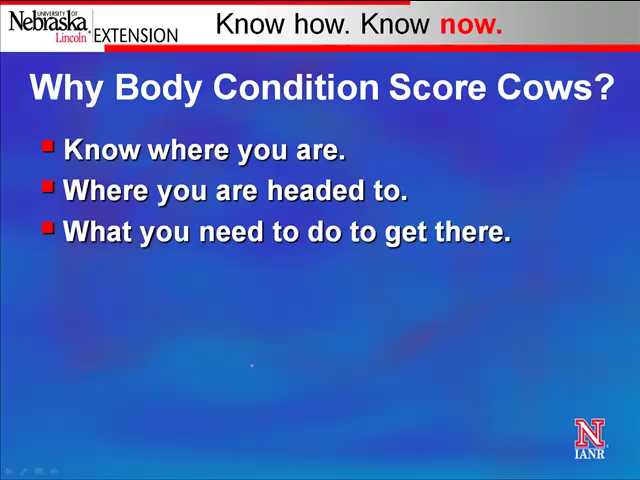 UNIVERSITY OF
Nebraska
Lincoln
EXTENSION
Know how. Know now.
Why Body Condition Score Cows?
Know where you are.
Where you are headed to.
What you need to do to get there.
N
IANR